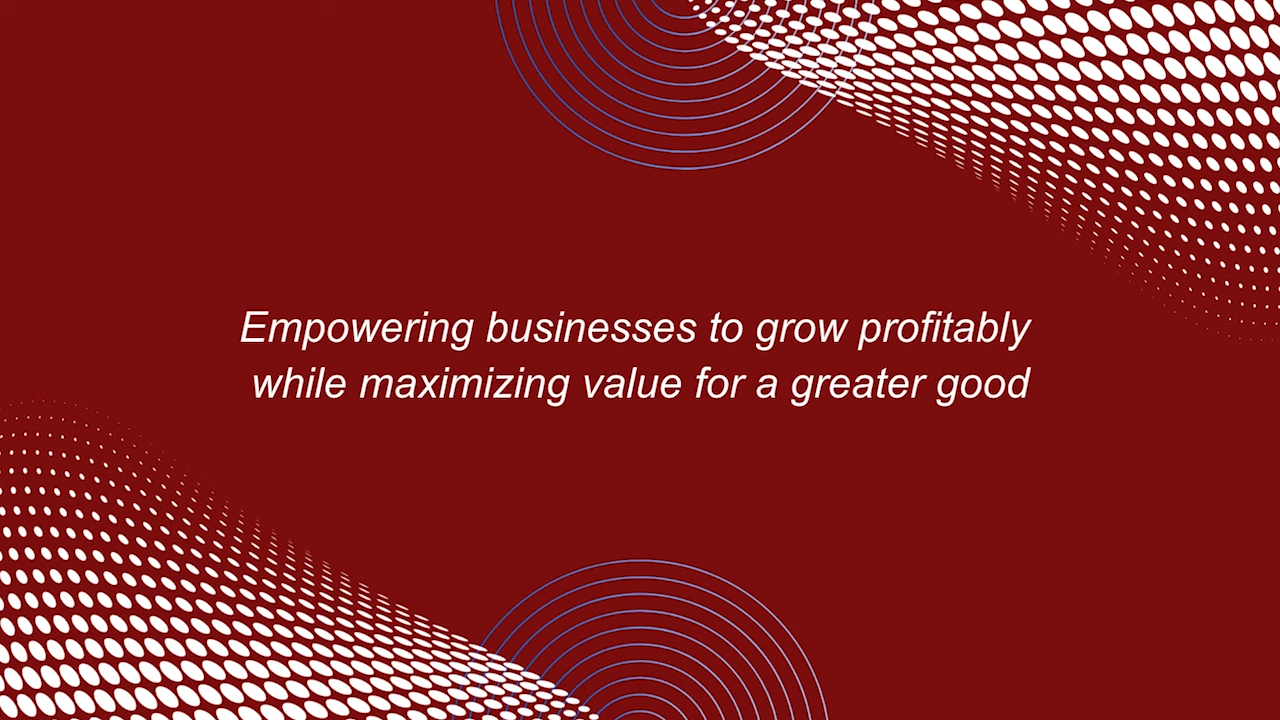 Empowering businesses to grow profitably
while maximizing value for a greater good